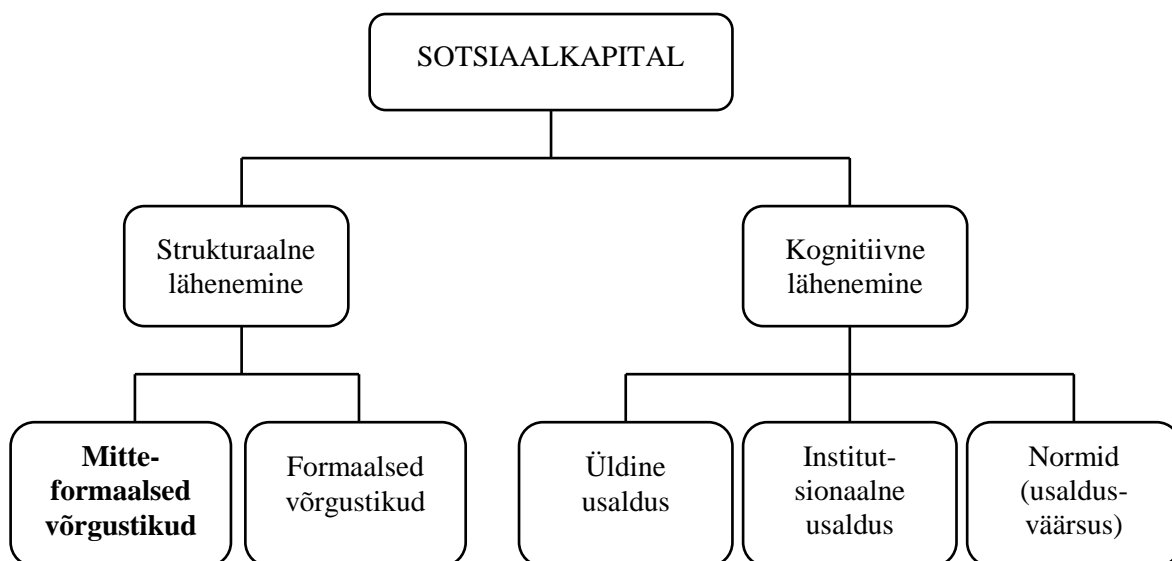 SOTSIAALKAPITAL
Strukturaalne
lähenemine
Kognitiivne
lähenemine
Mitte-
formaalsed
võrgustikud
Formaalsed
võrgustikud
Üldine
usaldus
Institut-
sionaalne
usaldus
Normid
(usaldus-
väärsus)